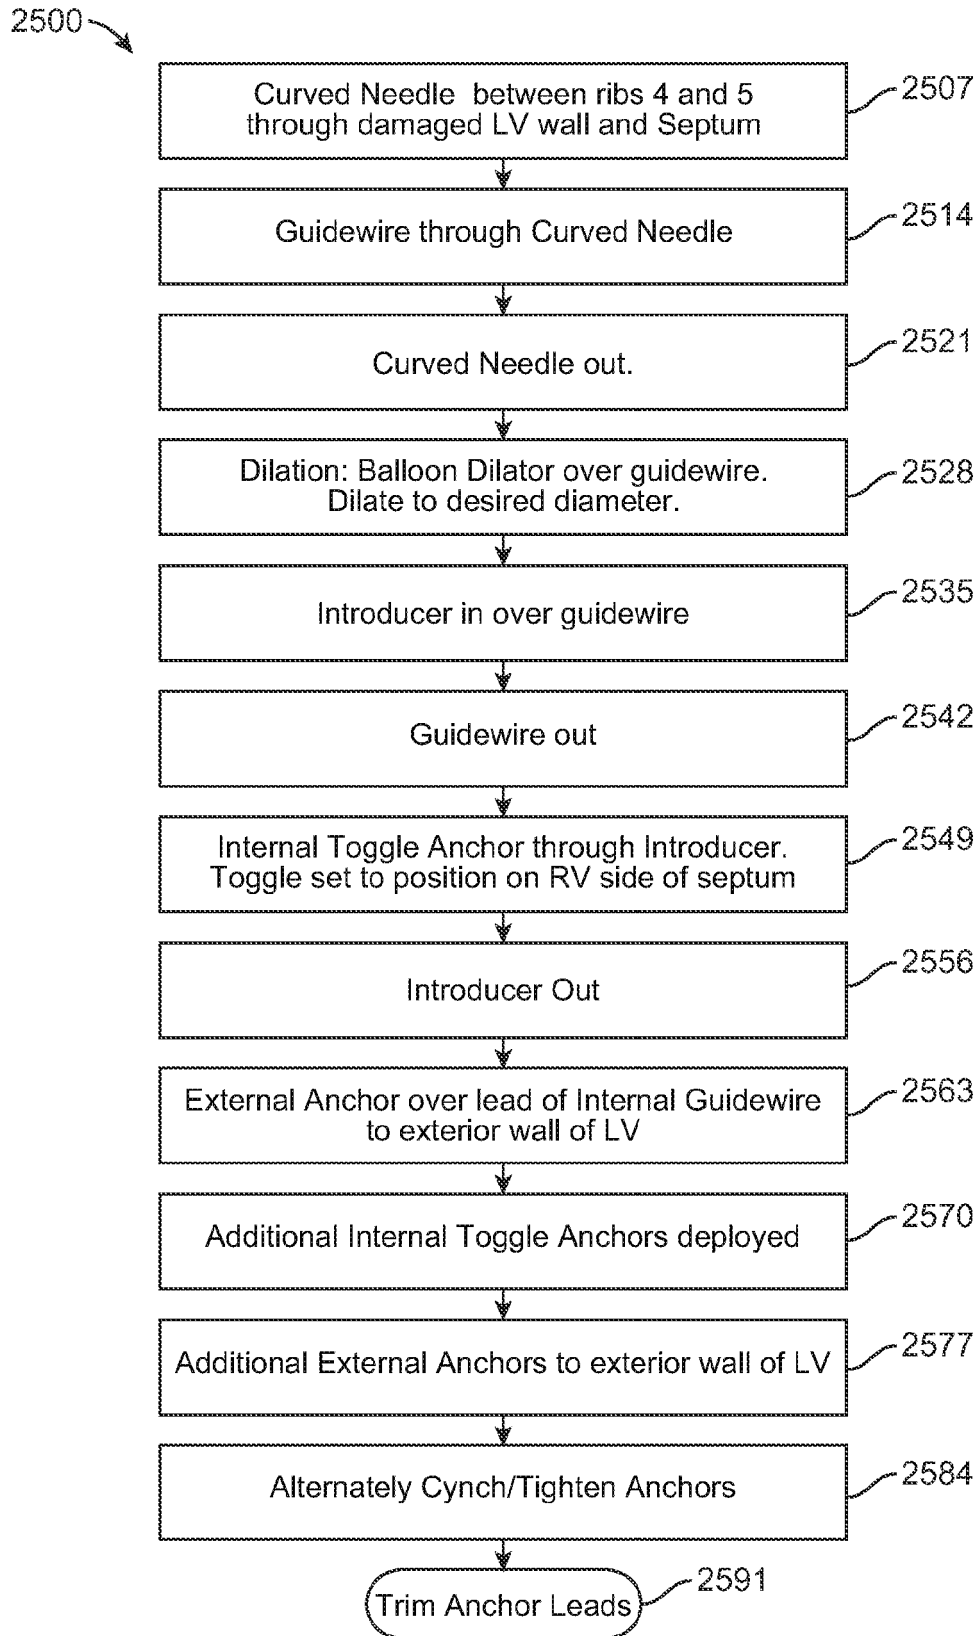 2500
Curved Needle between ribs 4 and 5
through damaged LV wall and Septum
2507
Guidewire through Curved Needle
2514
Curved Needle out.
2521
Dilation: Balloon Dilator over guidewire.
Dilate to desired diameter.
2528
Introducer in over guidewire
2535
Guidewire out
2542
Internal Toggle Anchor through Introducer.
Toggle set to position on RV side of septum
2549
Introducer Out
2556
External Anchor over lead of Internal Guidewire
to exterior wall of LV
2563
Additional Internal Toggle Anchors deployed
2570
Additional External Anchors to exterior wall of LV
2577
Alternately Cynch/Tighten Anchors
2584
Trim Anchor Leads
2591